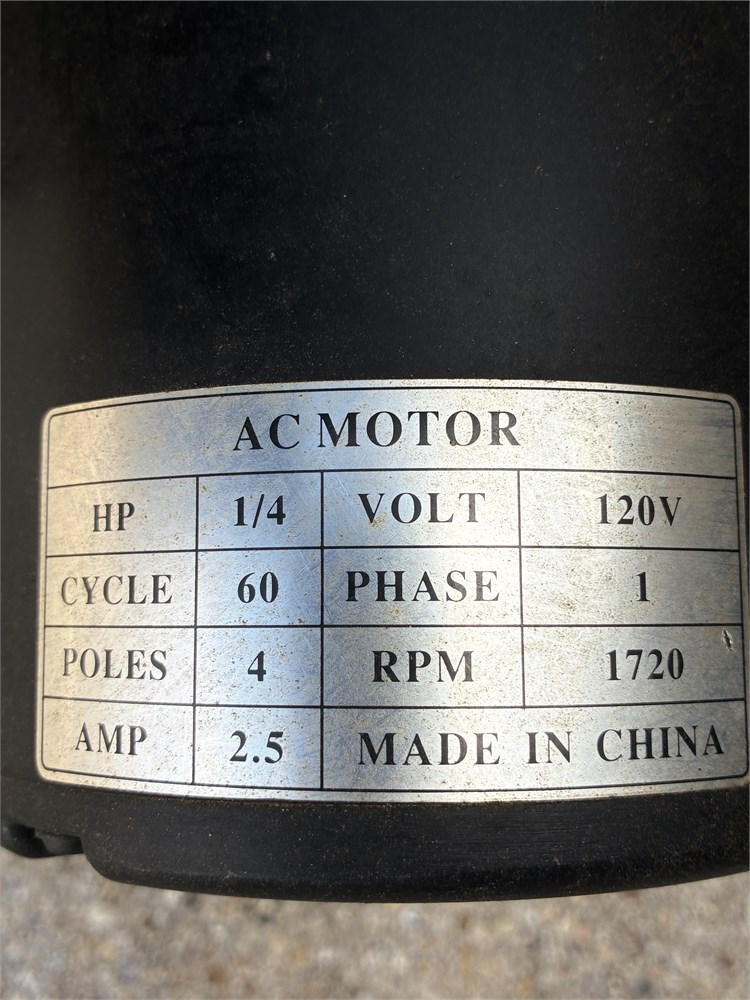 AC MOTOR
HP 1/4 VOLT 120V
CYCLE 60 PHASE 1
POLES 4 RPM 1720
AMP 2.5 MADE IN CHINA